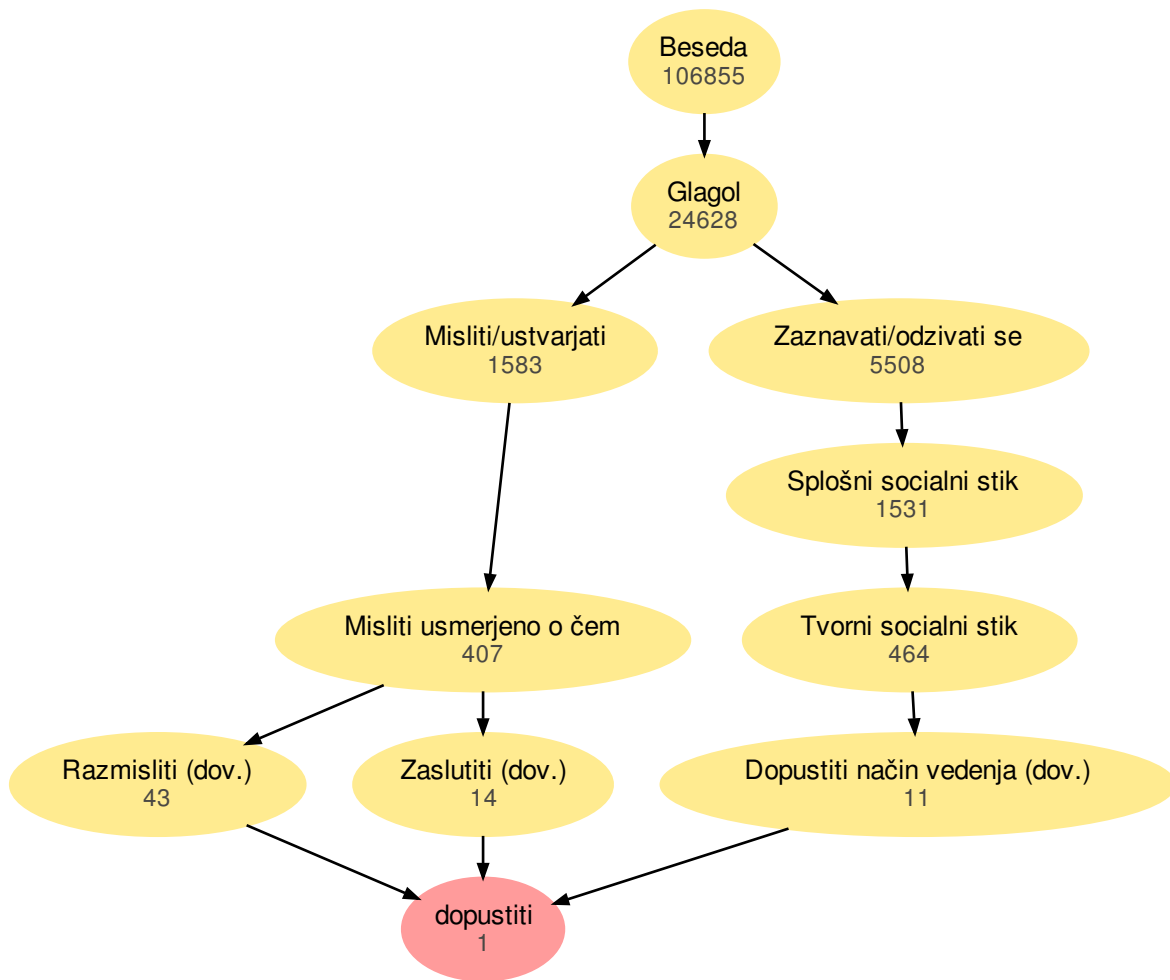 Beseda
106855
Glagol
24628
Misliti/ustvarjati
1583
Zaznavati/odzivati se
5508
Splošni socialni stik
1531
Misliti usmerjeno o čem
407
Tvorni socialni stik
464
Razmisliti (dov.)
43
Zaslutiti (dov.)
14
Dopustiti način vedenja (dov.)
11
dopustiti
1